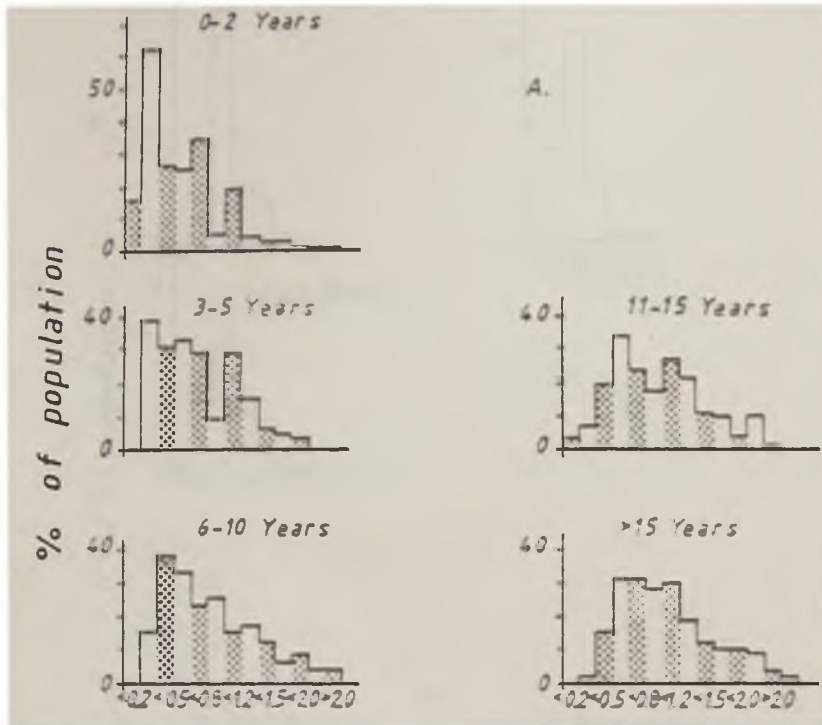 0-2 Years
50
0
A.
% of population
3-5 Years
40
0
11-15 Years
40
0
6-10 Years
40
0
<0.2<0.5<0.8<1.2<1.5<2.0>2.0
>15 Years
40
0
<0.2<0.5<0.8<1.2<1.5<2.0>2.0